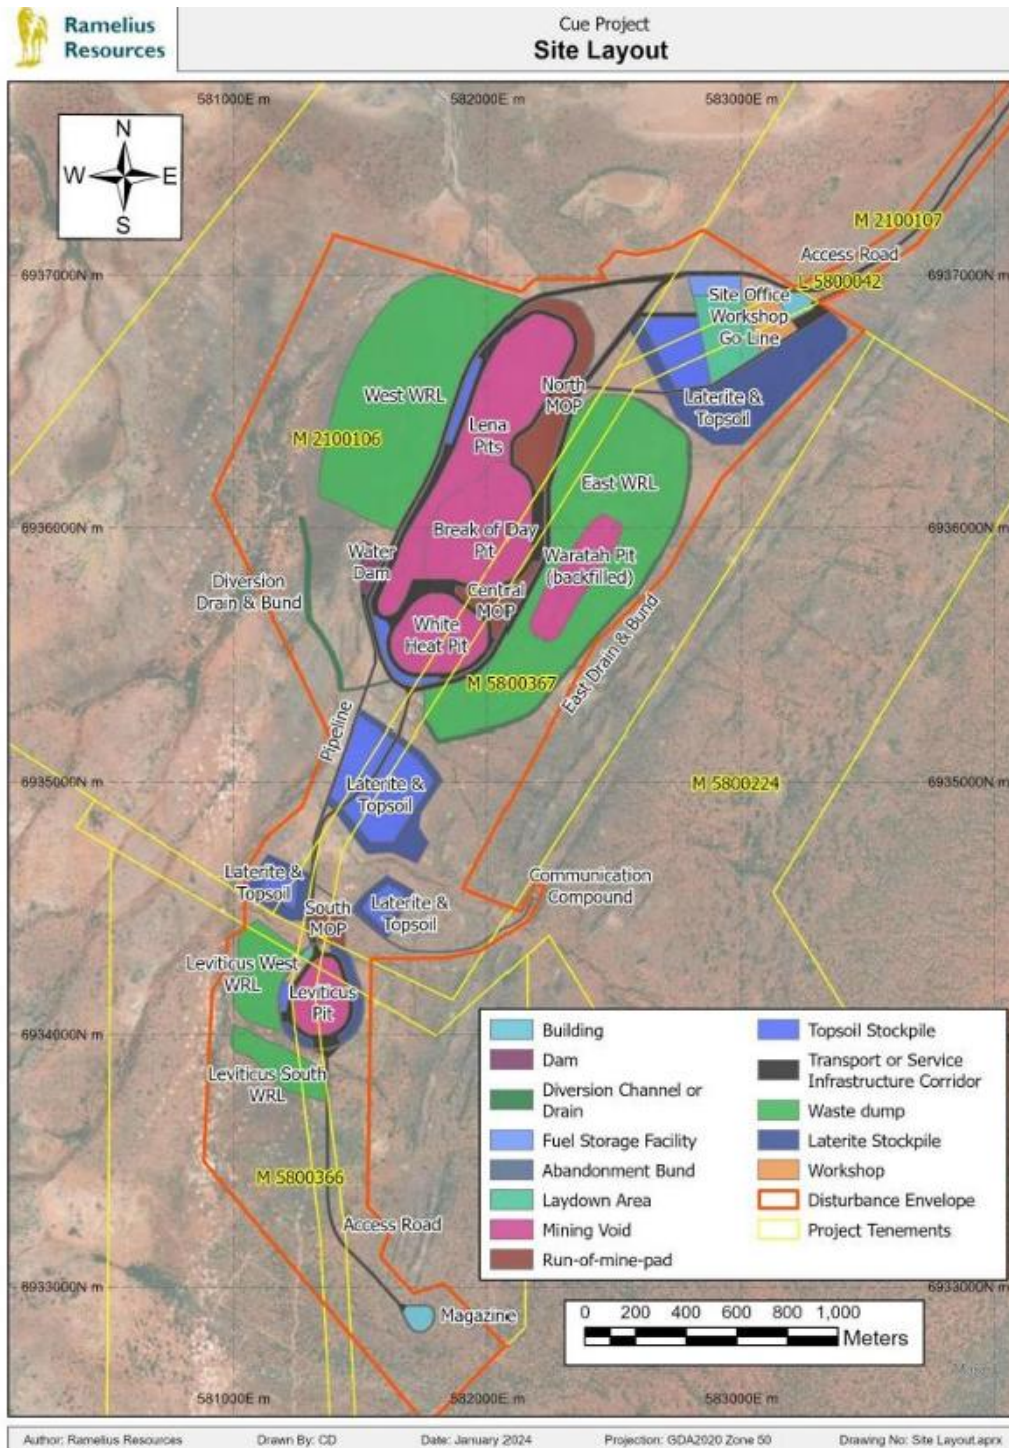 Ramelius
Resources
Cue Project
Site Layout
581000E m
582000E m
583000E m
N
W
E
S
M 2100107
Access Road
6937000N m
6937000N m
L 5800042
Site Office
Workshop
Go Line
West WRL
North
MOP
Laterite &
Topsoil
Lena
Pits
M 2100106
East WRL
6936000N m
6936000N m
Break of Day
Pit
Water
Dam
Waratah Pit
(backfilled)
Diversion
Drain & Bund
Central
MOP
White
Heat Pit
East Drain & Bund
M 5800367
Pipeline
6935000N m
6935000N m
Laterite &
Topsoil
M 5800224
Laterite &
Topsoil
Communication
Compound
South
MOP
Laterite &
Topsoil
Leviticus West
WRL
Leviticus
Pit
6934000N m
Leviticus South
WRL
M 5800366
Access Road
Building
Dam
Diversion Channel or
Drain
Fuel Storage Facility
Abandonment Bund
Laydown Area
Mining Void
Run-of-mine-pad
Topsoil Stockpile
Transport or Service
Infrastructure Corridor
Waste dump
Laterite Stockpile
Workshop
Disturbance Envelope
Project Tenements
6933000N m
6933000N m
Magazine
0 200 400 600 800 1,000
Meters
581000E m
582000E m
583000E m
Author: Ramelius Resources
Drawn By: CD
Date: January 2024
Projection: GDA2020 Zone 50
Drawing No: Site Layout.aprx